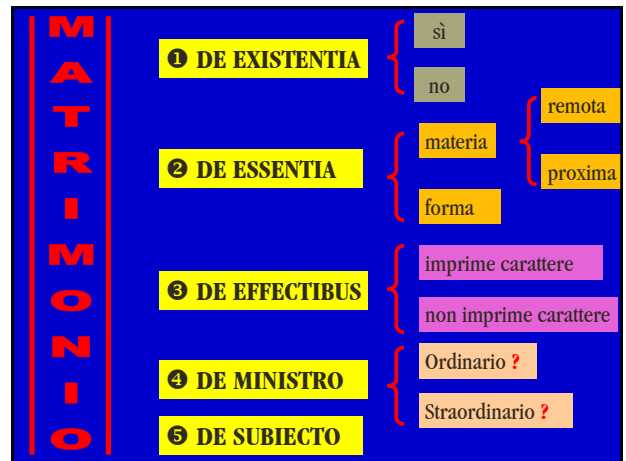 MATRIMONIO
❶ DE EXISTENTIA
sì
no
❷ DE ESSENTIA
materia
remota
proxima
forma
❸ DE EFFECTIBUS
imprime carattere
non imprime carattere
❹ DE MINISTRO
Ordinario ?
Straordinario ?
❺ DE SUBIECTO